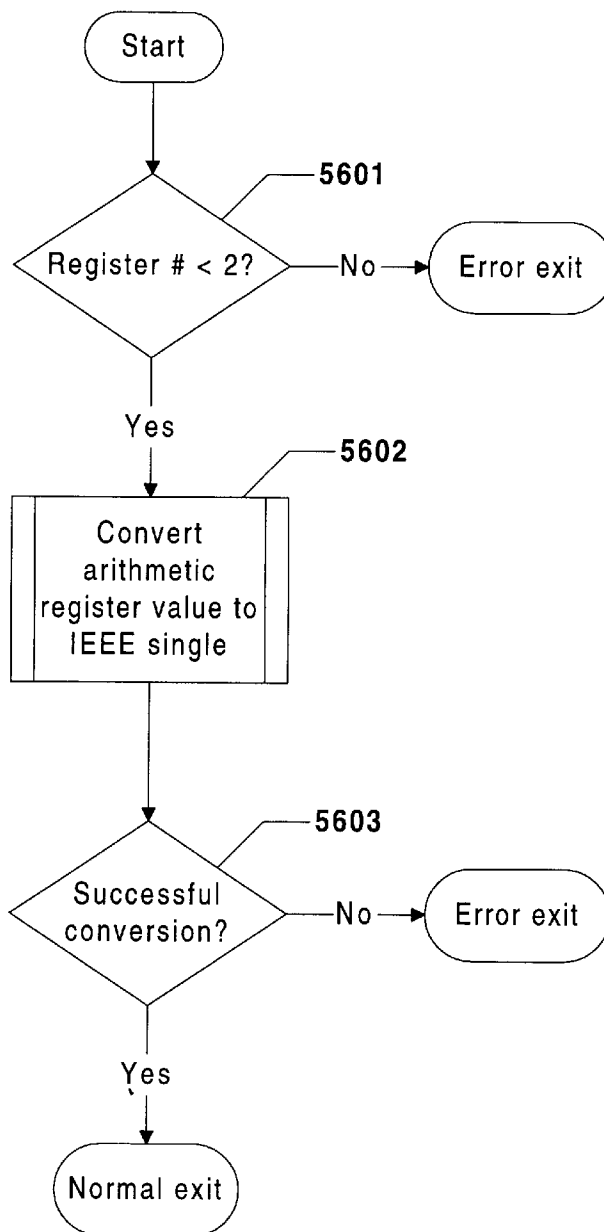 Start
5601
Register # < 2?
No
Error exit
Yes
5602
Convert
arithmetic
register value to
IEEE single
5603
Successful
conversion?
No
Error exit
Yes
Normal exit